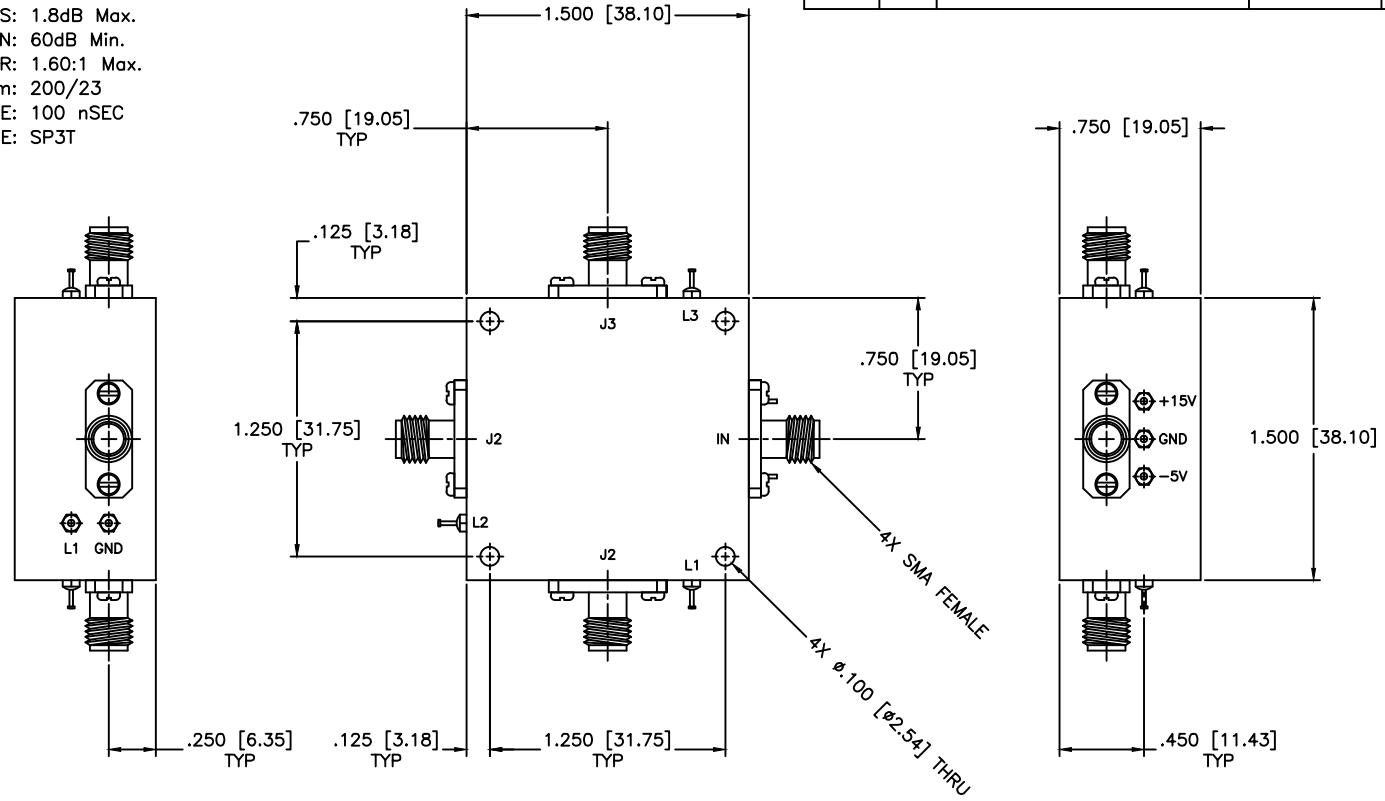 S: 1.8dB Max.
N: 60dB Min.
R: 1.60:1 Max.
m: 200/23
E: 100 nSEC
E: SP3T
1.500 [38.10]
.750 [19.05]
TYP
.750 [19.05]
.125 [3.18]
TYP
J3
L3
.750 [19.05]
TYP
+15V
1.250 [31.75]
TYP
J2
IN
GND
1.500 [38.10]
-5V
L2
L1
GND
J2
L1
4X SMA FEMALE
4X ø.100 [ø2.54] THRU
.250 [6.35]
TYP
.125 [3.18]
TYP
1.250 [31.75]
TYP
.450 [11.43]
TYP